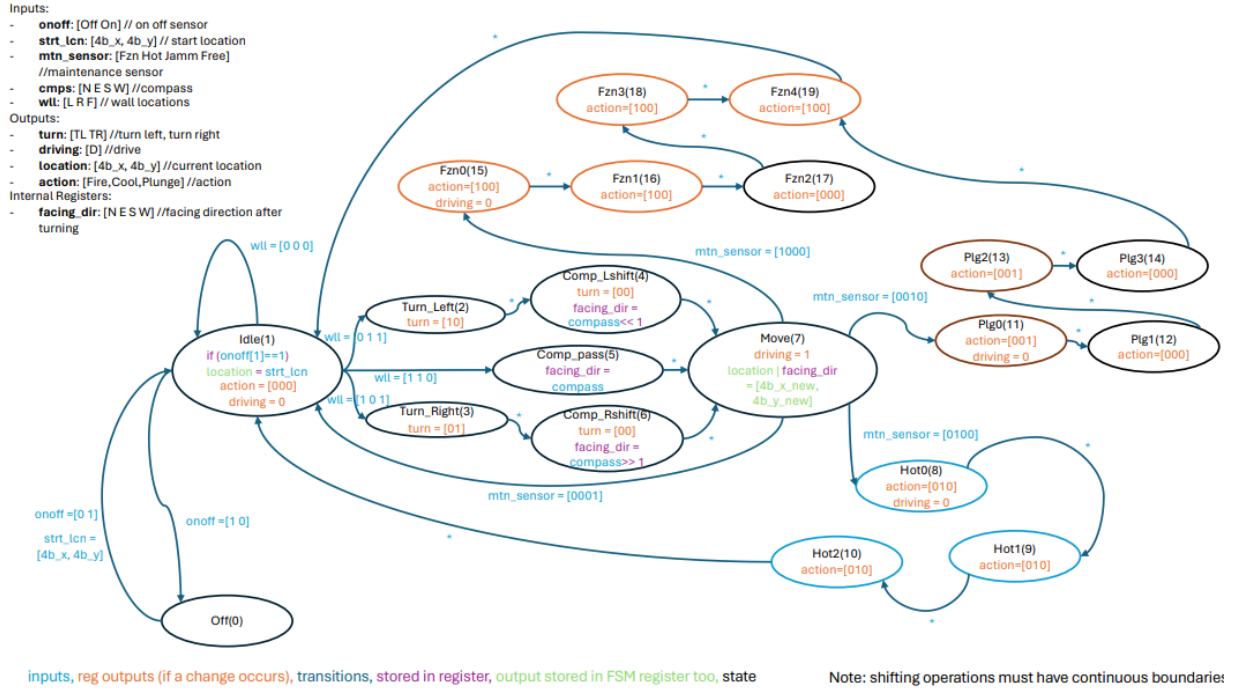 Inputs:
- onoff: [Off On] // on off sensor
- strt_lcn: [4b_x, 4b_y] // start location
- mtn_sensor: [Fzn Hot Jamm Free]
//maintenance sensor
- cmps: [N E S W] //compass
- wll: [L R F] // wall locations
Outputs:
- turn: [TL TR] //turn left, turn right
- driving: [D] //drive
- location: [4b_x, 4b_y] //current location
- action: [Fire,Cool,Plunge] //action
Internal Registers:
- facing_dir: [N E S W] //facing direction after
turning
*
Fzn3(18)
action=[100]
*
Fzn4(19)
action=[100]
*
Fzn0(15)
action=[100]
driving = 0
*
Fzn1(16)
action=[100]
*
Fzn2(17)
action=[000]
*
wll = [0 0 0]
mtn_sensor = [1000]
Plg2(13)
action=[001]
*
Plg3(14)
action=[000]
mtn_sensor = [0010]
*
Plg0(11)
action=[001]
driving = 0
*
Plg1(12)
action=[000]
Turn_Left(2)
turn = [10]
*
Comp_Lshift(4)
turn = [00]
facing_dir =
compass<< 1
*
Idle(1)
if (onoff[1]==1)
location = strt_lcn
action = [000]
driving = 0
wll = [0 1 1]
wll = [1 1 0]
wll = [1 0 1]
Comp_pass(5)
facing_dir =
compass
*
Move(7)
driving = 1
location | facing_dir
= [4b_x_new,
4b_y_new]
Turn_Right(3)
turn = [01]
*
Comp_Rshift(6)
turn = [00]
facing_dir =
compass>> 1
*
mtn_sensor = [0001]
mtn_sensor = [0100]
Hot0(8)
action=[010]
driving = 0
*
onoff =[0 1]
strt_lcn =
[4b_x, 4b_y]
onoff = [1 0]
*
Hot2(10)
action=[010]
Hot1(9)
action=[010]
*
Off(0)
inputs, reg outputs (if a change occurs), transitions, stored in register, output stored in FSM register too, state
Note: shifting operations must have continuous boundaries